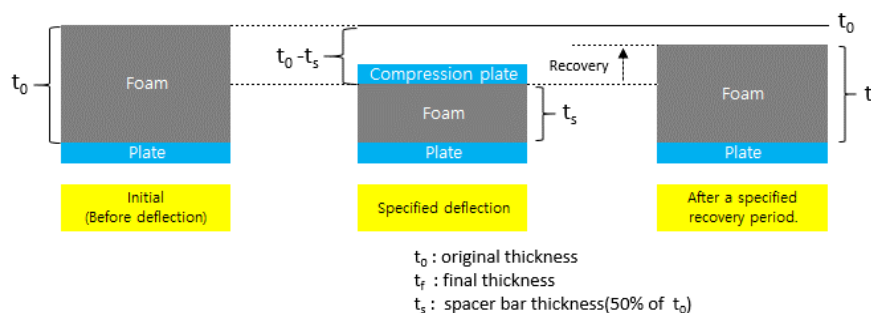 t₀
t₀ -tₛ
Compression plate
Recovery
t₀
Foam
Foam
Foam
tₛ
t
Plate
Plate
Plate
Initial
(Before deflection)
Specified deflection
After a specified
recovery period.
t₀ : original thickness
t_f : final thickness
tₛ : spacer bar thickness(50% of t₀)